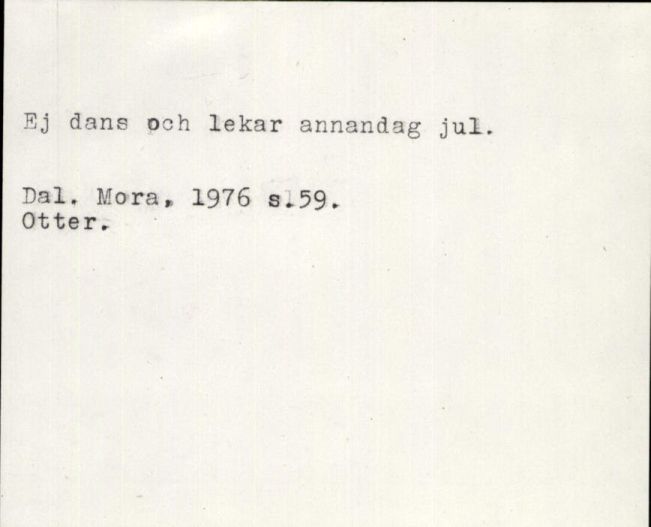 Ej dans och lekar annandag jul.
Dal. Mora, 1976 s.59.
Otter.